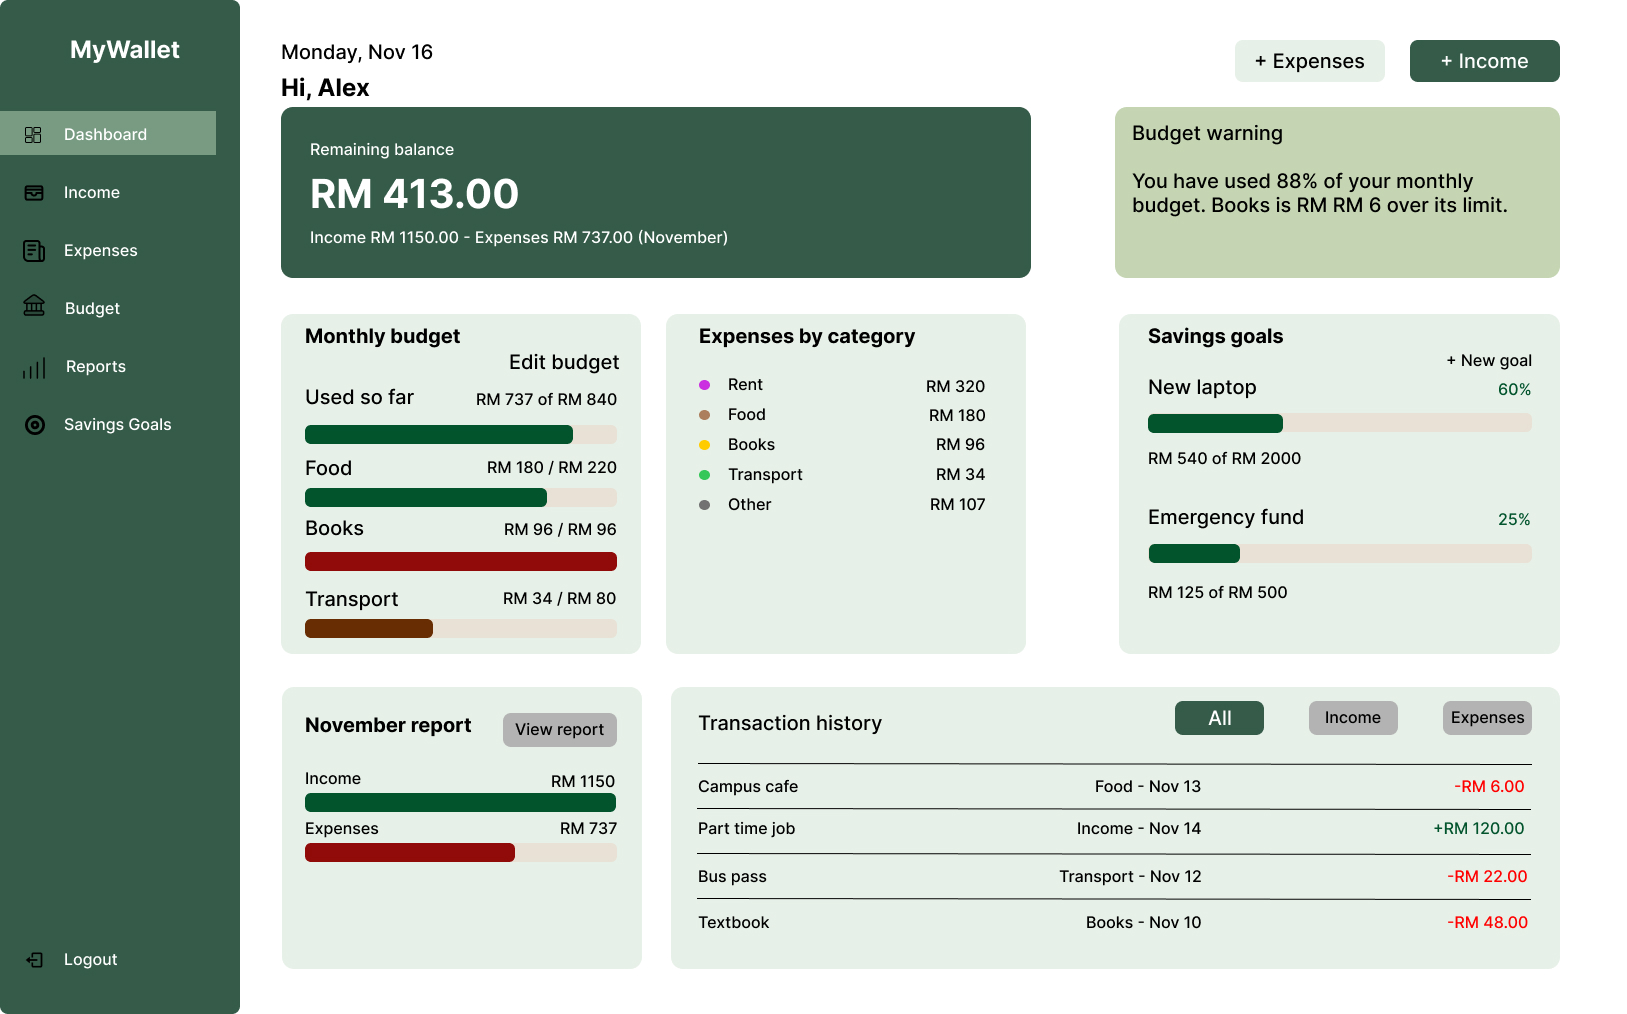 MyWallet
Dashboard
Income
Expenses
Budget
Reports
Savings Goals
Logout
Monday, Nov 16
Hi, Alex
+ Expenses
+ Income
Remaining balance
RM 413.00
Income RM 1150.00 - Expenses RM 737.00 (November)
Budget warning
You have used 88% of your monthly
budget. Books is RM RM 6 over its limit.
Monthly budget
Edit budget
Used so far RM 737 of RM 840
Food RM 180 / RM 220
Books RM 96 / RM 96
Transport RM 34 / RM 80
Expenses by category
Rent RM 320
Food RM 180
Books RM 96
Transport RM 34
Other RM 107
Savings goals
+ New goal
New laptop 60%
RM 540 of RM 2000
Emergency fund 25%
RM 125 of RM 500
November report View report
Income RM 1150
Expenses RM 737
Transaction history All Income Expenses
Campus cafe Food - Nov 13 -RM 6.00
Part time job Income - Nov 14 +RM 120.00
Bus pass Transport - Nov 12 -RM 22.00
Textbook Books - Nov 10 -RM 48.00